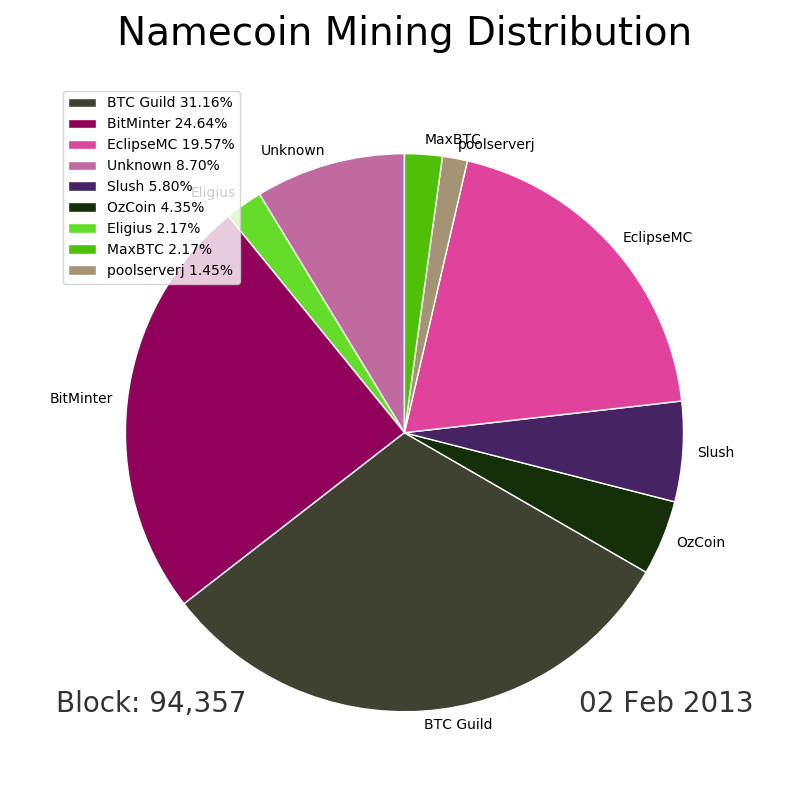 Namecoin Mining Distribution
BTC Guild 31.16%
BitMinter 24.64%
EclipseMC 19.57%
Unknown 8.70%
Slush 5.80%
OzCoin 4.35%
Eligius 2.17%
MaxBTC 2.17%
poolserverj 1.45%
MaxBTC
poolserverj
Unknown
Eligius
EclipseMC
BitMinter
Slush
OzCoin
BTC Guild
Block: 94,357
02 Feb 2013